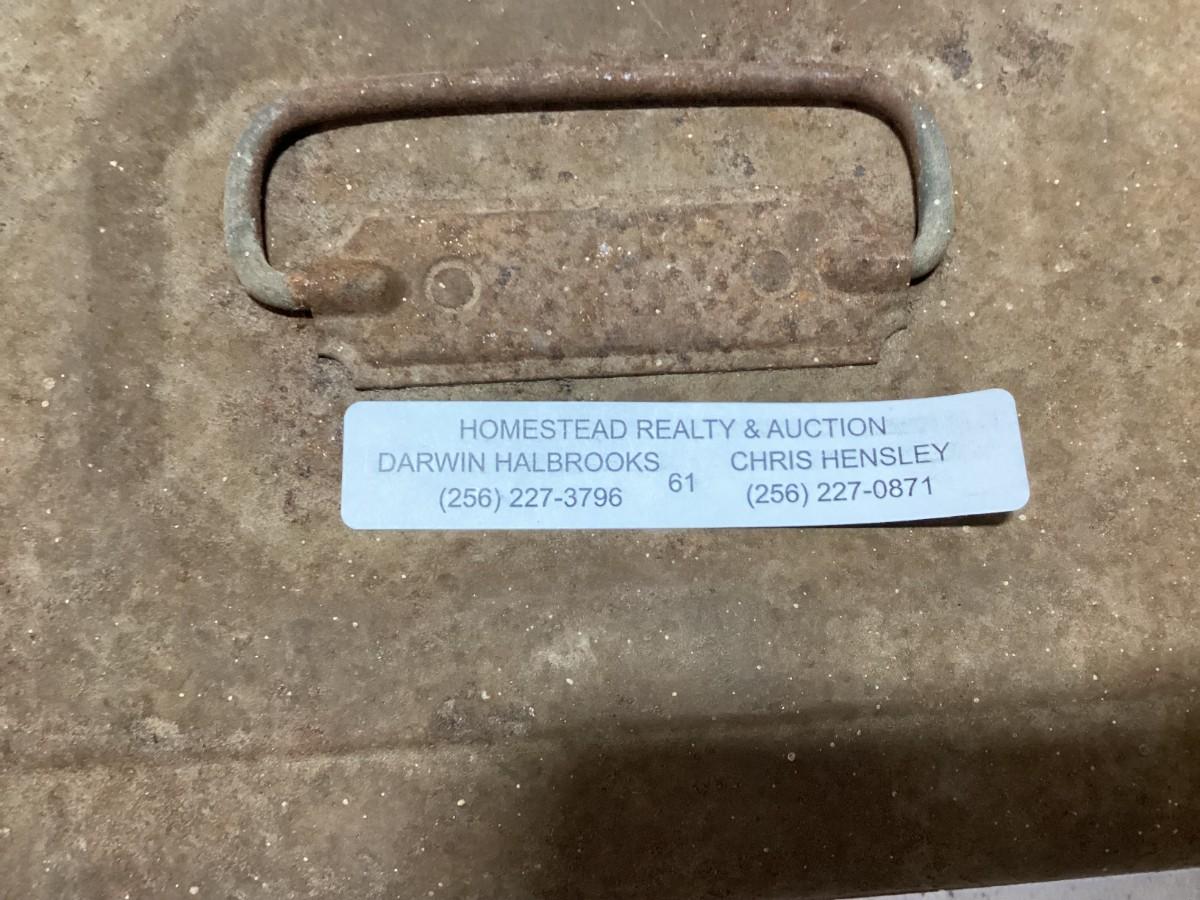 HOMESTEAD REALTY & AUCTION
DARWIN HALBROOKS CHRIS HENSLEY
(256) 227-3796 61 (256) 227-0871